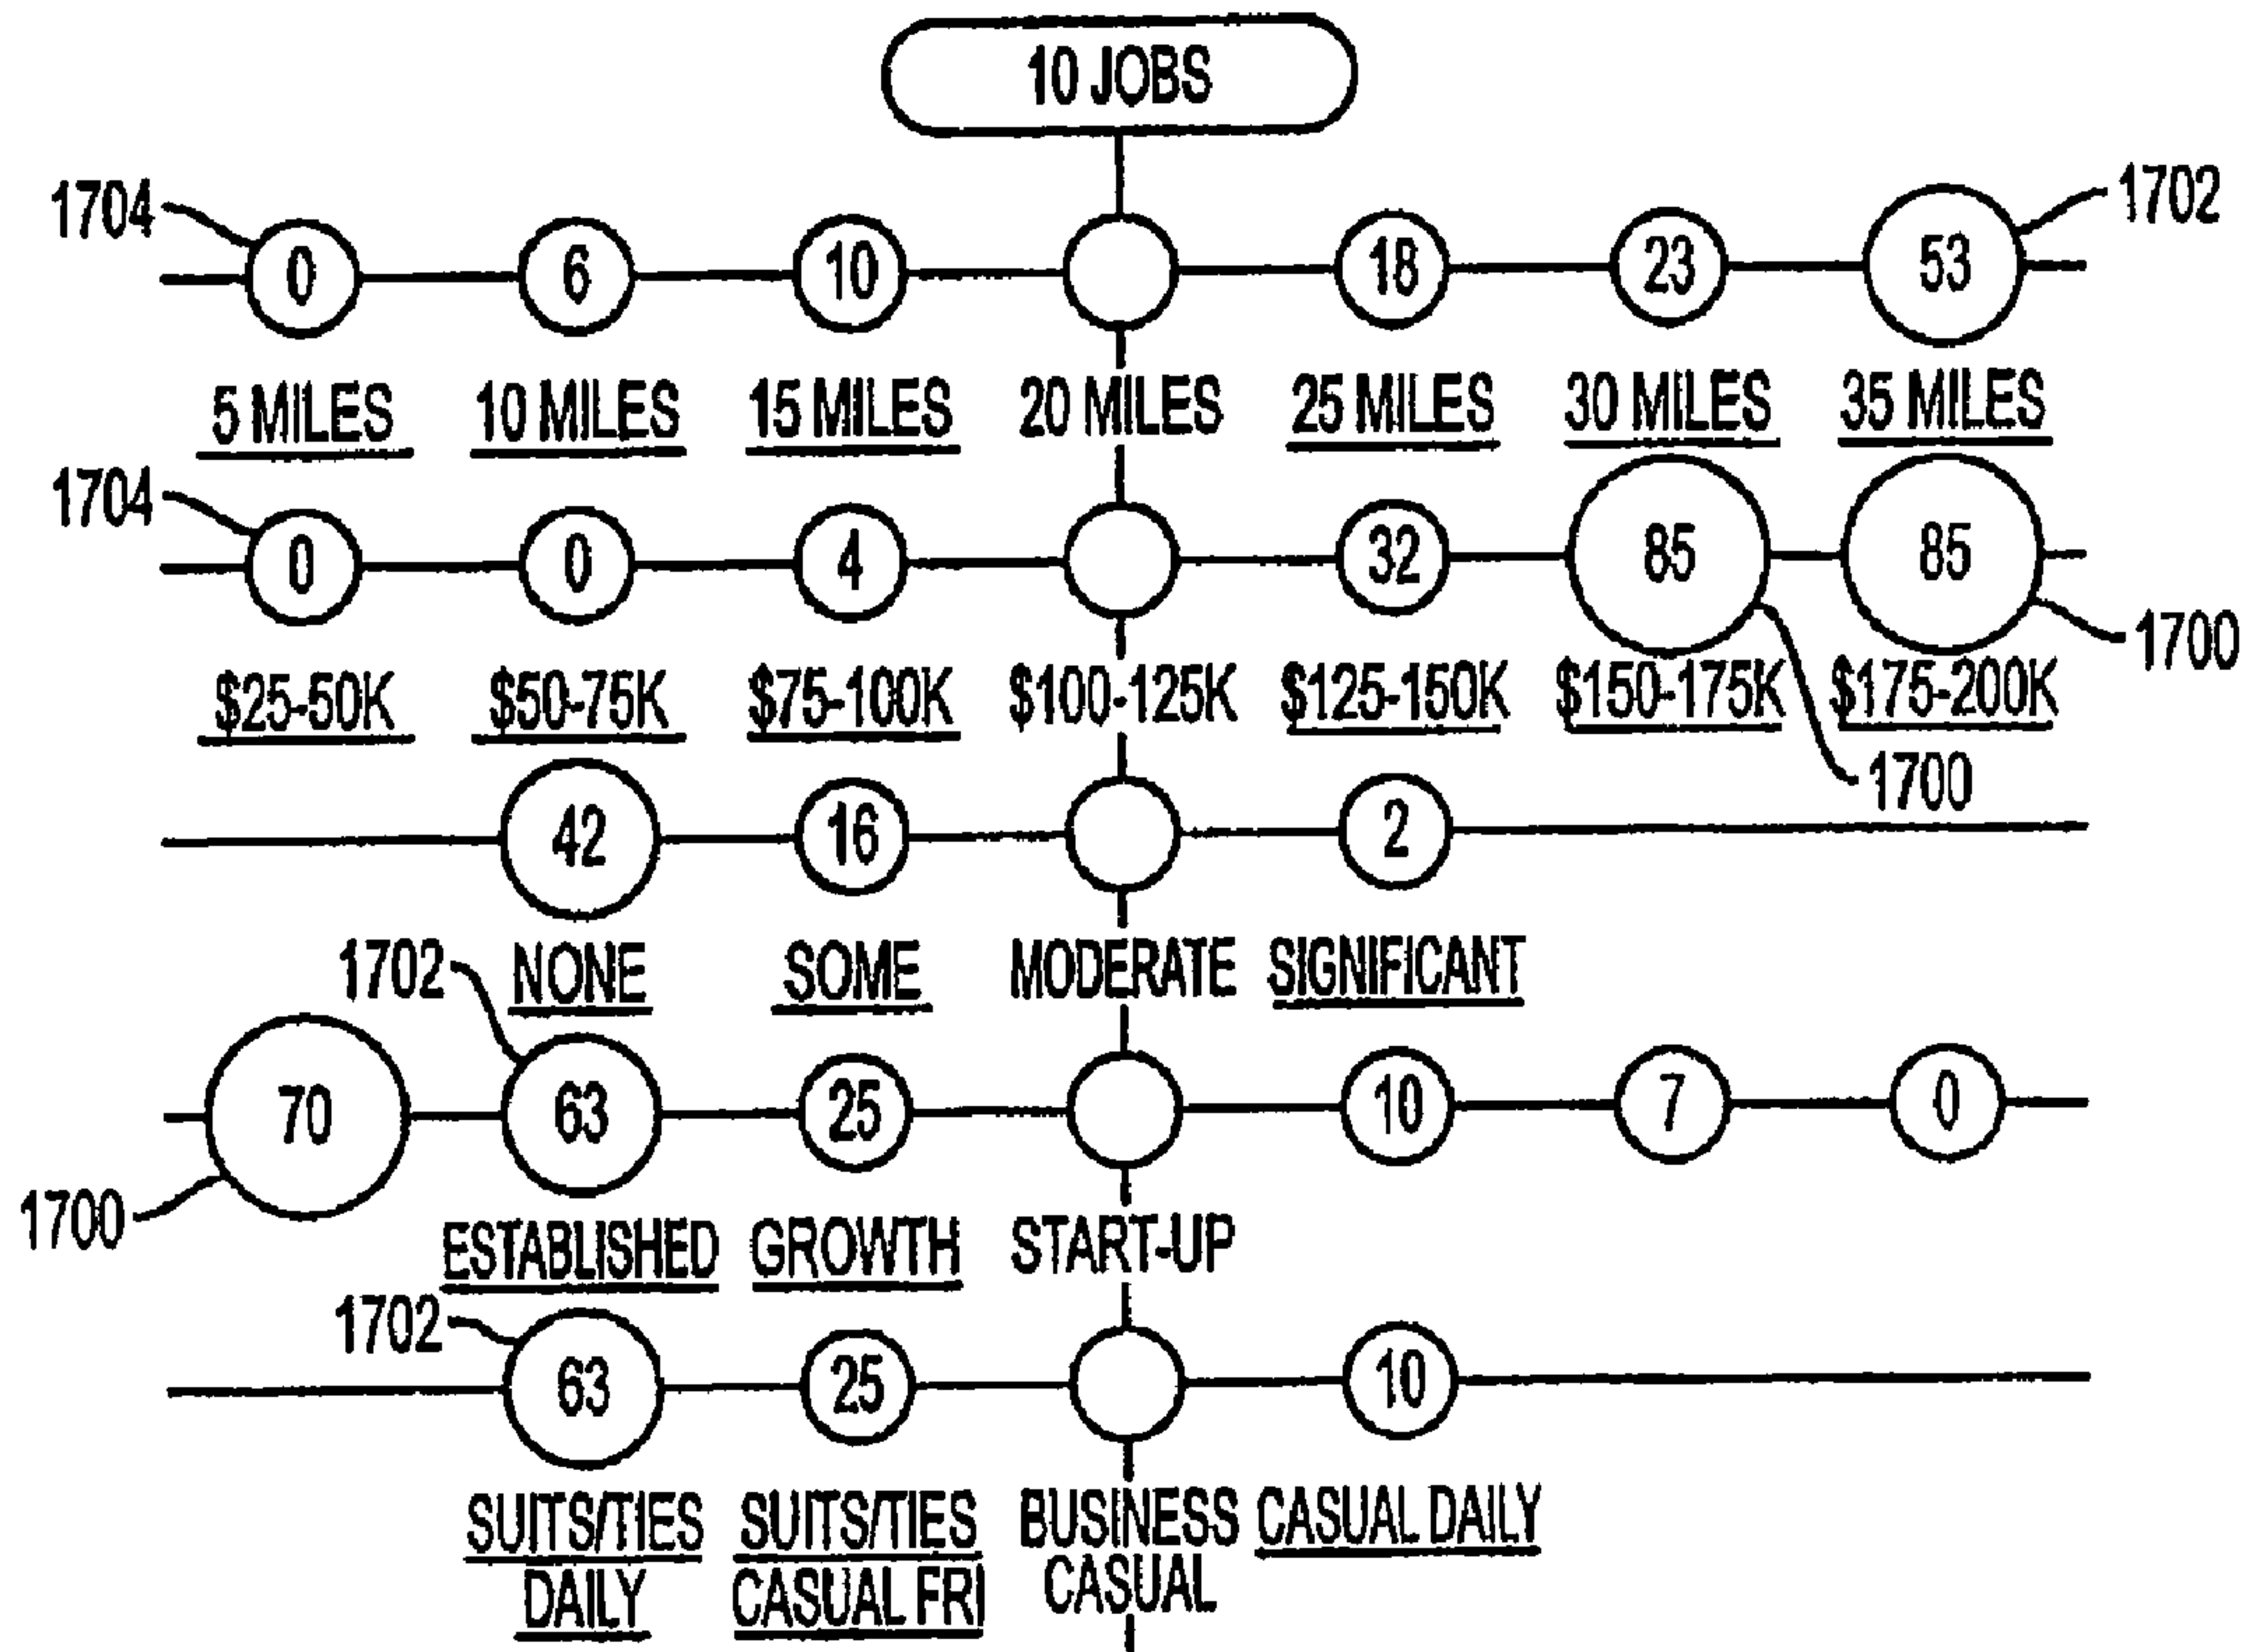 10 JOBS
1704 0 6 10 18 23 53 1702
5 MILES 10 MILES 15 MILES 20 MILES 25 MILES 30 MILES 35 MILES
1704 0 0 4 32 85 85 1700
$25-50K $50-75K $75-100K $100-125K $125-150K $150-175K $175-200K
1700
42 16 2
1702 NONE SOME MODERATE SIGNIFICANT
70 63 25 10 7 0
1700 ESTABLISHED GROWTH START-UP
1702 63 25 10
SUITS/TIES SUITS/TIES BUSINESS CASUAL DAILY
DAILY CASUAL FRI CASUAL